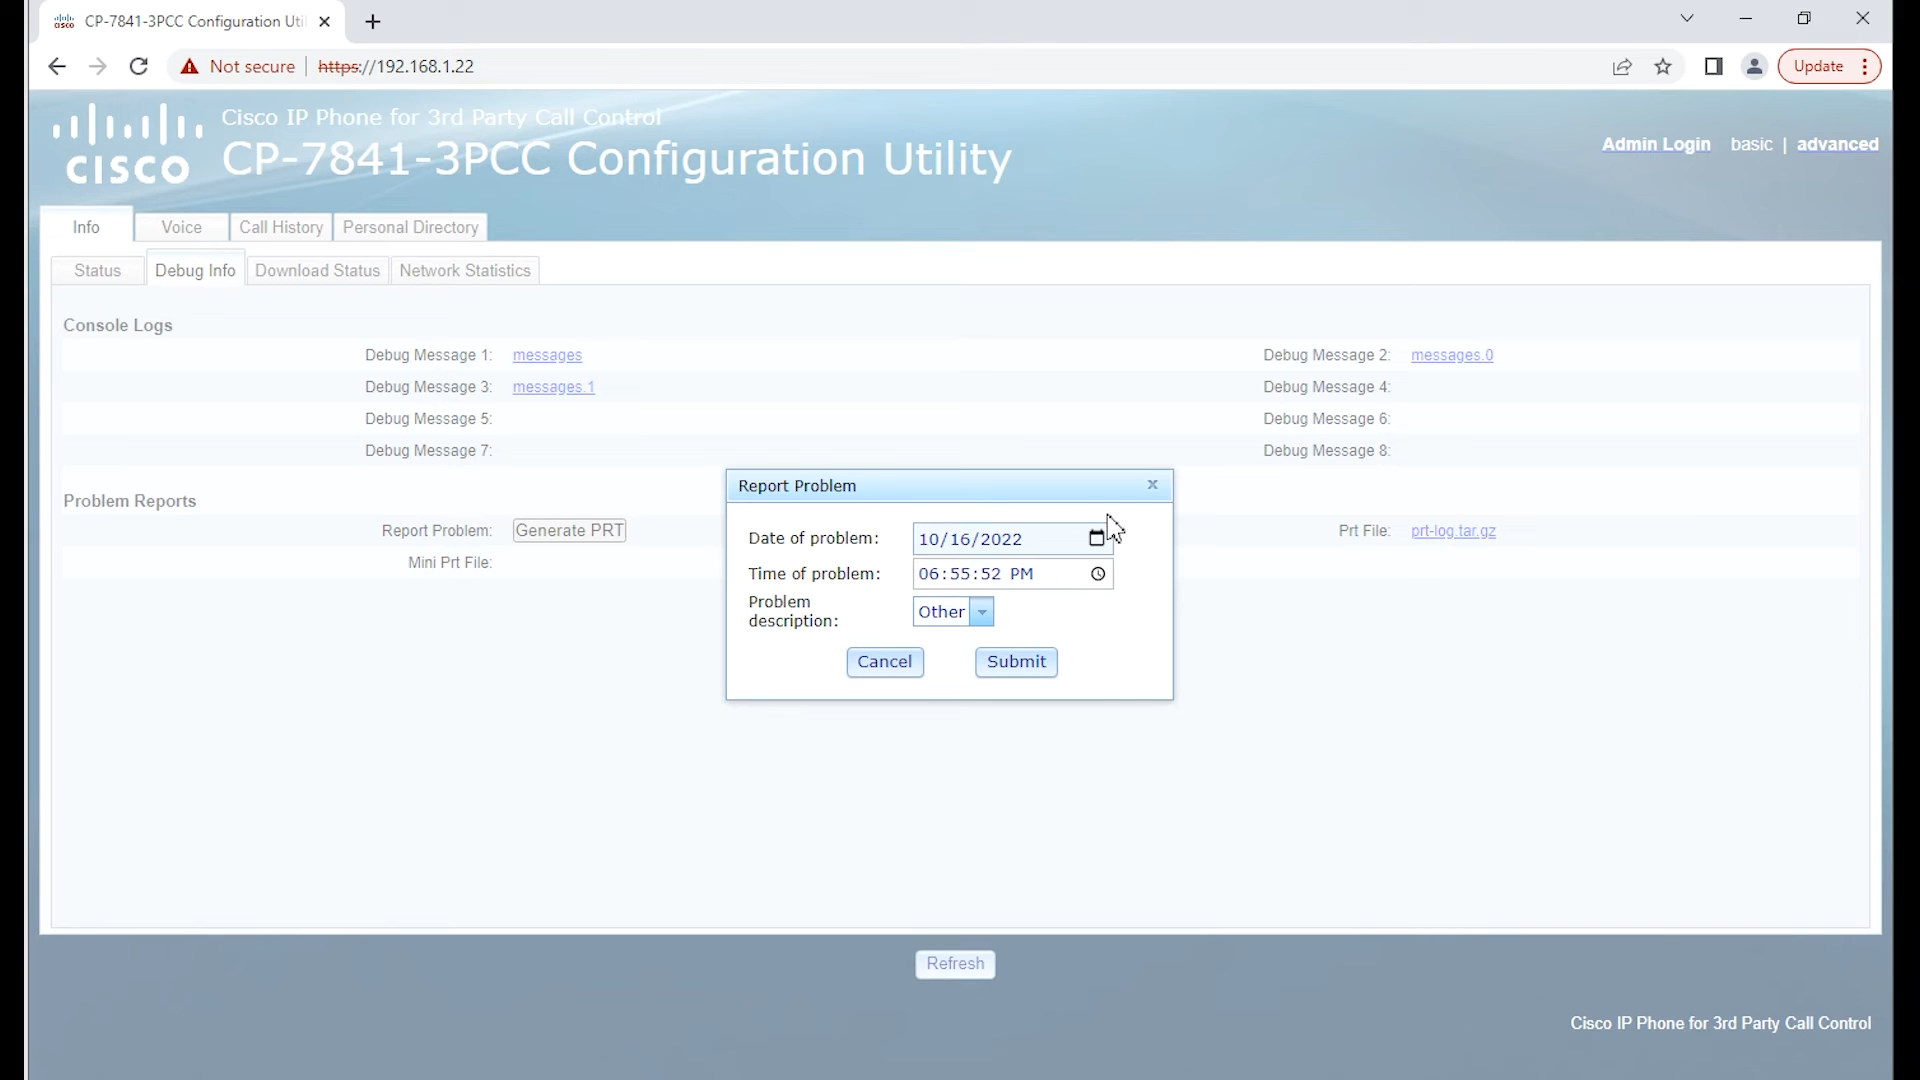 CP-7841-3PCC Configuration Uti
Update
Not secure
https://192.168.1.22
Cisco IP Phone for 3rd Party Call Control
CISCO
CP-7841-3PCC Configuration Utility
Admin Login basic | advanced
Info Voice Call History Personal Directory
Status Debug Info Download Status Network Statistics
Console Logs
Debug Message 1: messages Debug Message 2: messages.0
Debug Message 3: messages.1 Debug Message 4:
Debug Message 5: Debug Message 6:
Debug Message 7: Debug Message 8:
Problem Reports
Report Problem: Generate PRT Prt File: prt-log.tar.gz
Mini Prt File:
Report Problem
Date of problem: 10/16/2022
Time of problem: 06:55:52 PM
Problem
description: Other
Cancel Submit
Refresh
Cisco IP Phone for 3rd Party Call Control